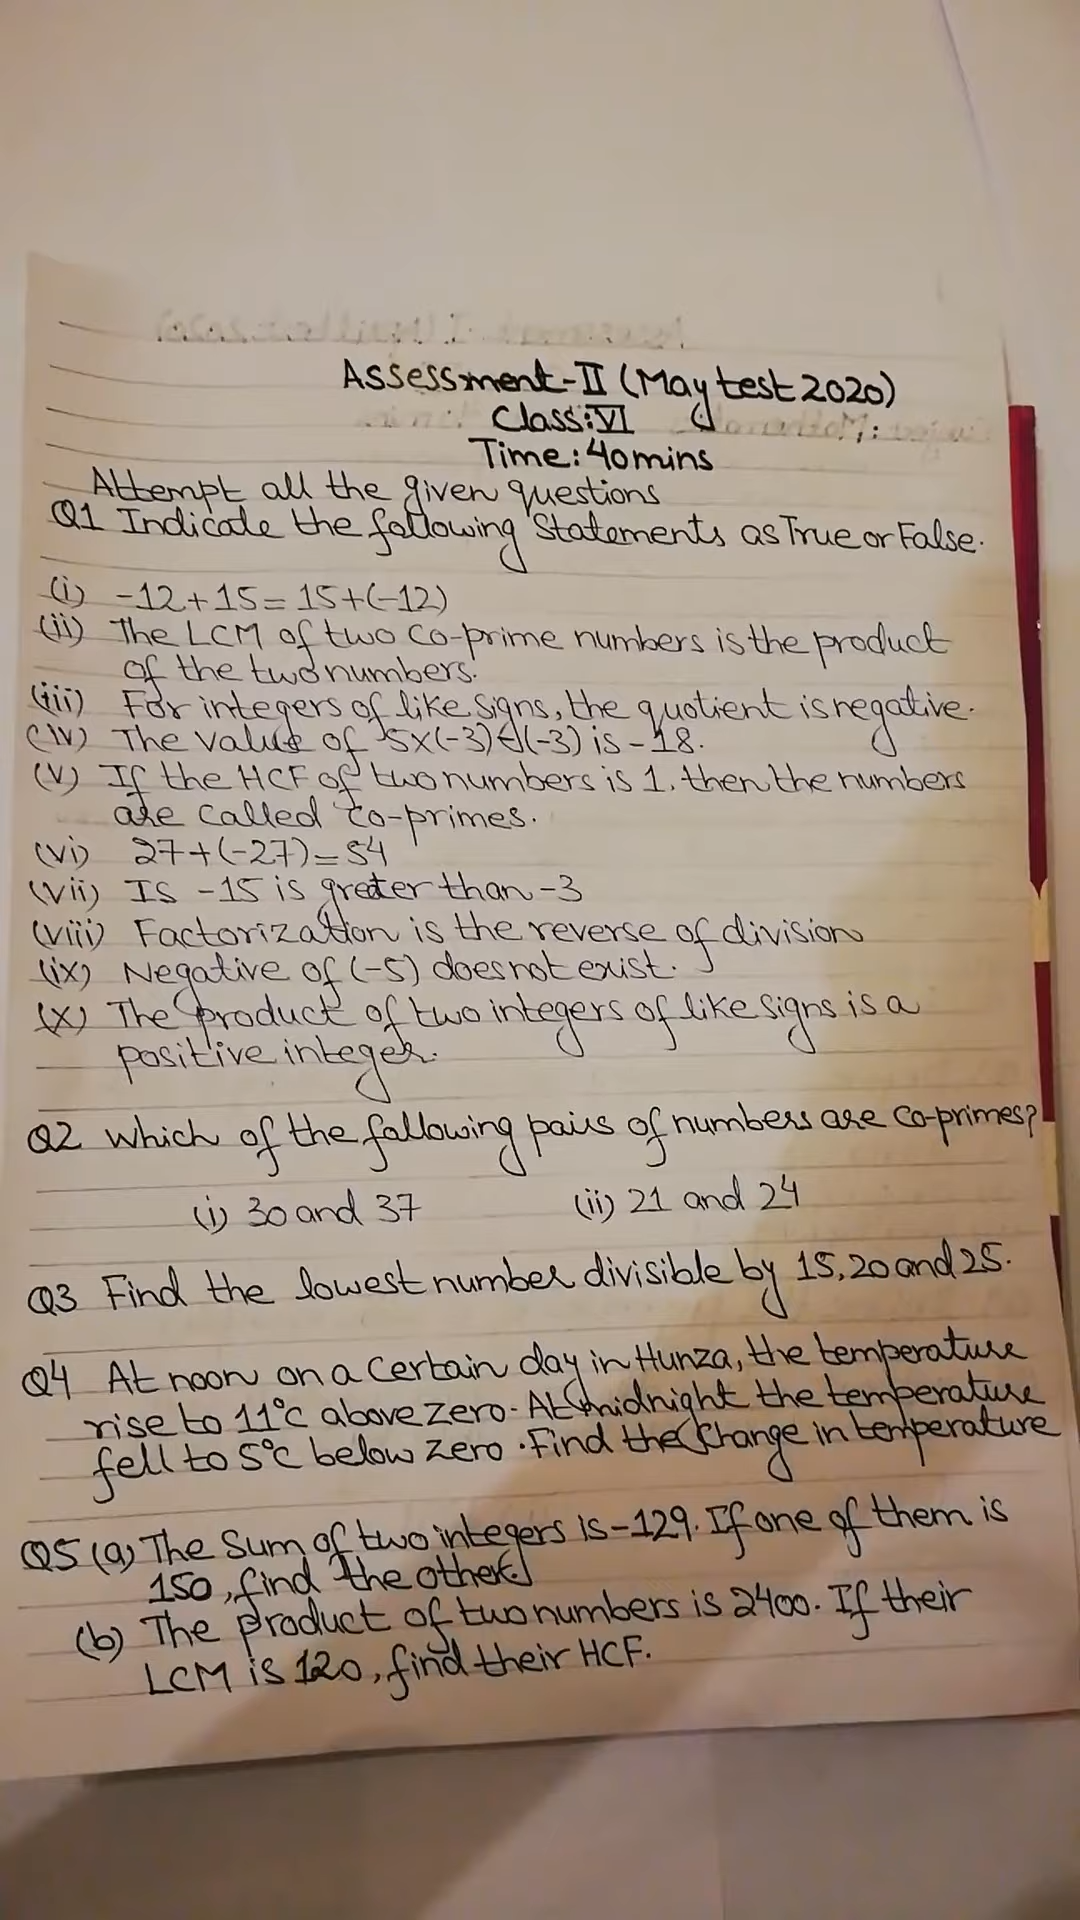 Assessment-II (May test 2020)
Class: VI
Time: 40mins
Attempt all the given questions
Q1 Indicate the following Statements as True or False.
(i) -12+15=15+(-12)
(ii) The LCM of two co-prime numbers is the product
of the two numbers.
(iii) For integers of like signs, the quotient is negative.
(iv) The value of 5x(-3) (-3) is -18.
(v) If the HCF of two numbers is 1, then the numbers
are called co-primes.
(vi) 27+(-27)=54
(vii) Is -15 is greater than -3
(viii) Factorization is the reverse of division
(ix) Negative of (-5) does not exist.
(x) The product of two integers of like signs is a
positive integer.
Q2 which of the following pairs of numbers are co-primes?
(i) 30 and 37 (ii) 21 and 24
Q3 Find the lowest number divisible by 15, 20 and 25.
Q4 At noon on a certain day in Hunza, the temperature
rise to 11°C above zero. At midnight the temperature
fell to 5°C below zero. Find the change in temperature
Q5 (a) The Sum of two integers is -129. If one of them is
150, find the other.
(b) The product of two numbers is 2400. If their
LCM is 120, find their HCF.